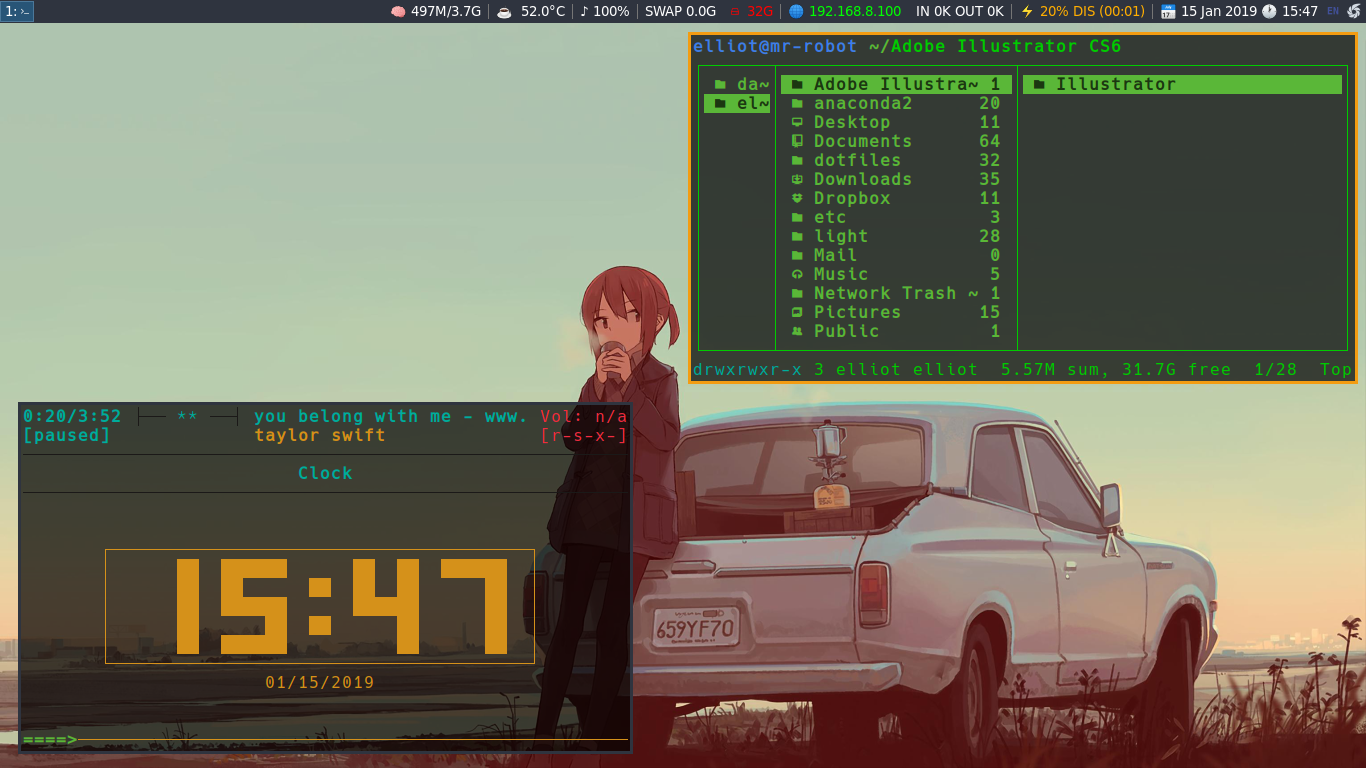 1: 497M/3.7G 52.0°C ♪ 100% SWAP 0.0G 32G 192.168.8.100 IN 0K OUT 0K ⚡ 20% DIS (00:01) 15 Jan 2019 15:47 EN
elliot@mr-robot ~/Adobe Illustrator CS6
da~ Adobe Illustra~ 1 Illustrator
el~ anaconda2 20
Desktop 11
Documents 64
dotfiles 32
Downloads 35
Dropbox 11
etc 3
light 28
Mail 0
Music 5
Network Trash ~ 1
Pictures 15
Public 1
drwxrwxr-x 3 elliot elliot 5.57M sum, 31.7G free 1/28 Top
0:20/3:52 ** you belong with me - www. Vol: n/a
[paused] taylor swift [r-s-x-]
Clock
15:47
01/15/2019
====>
659YF70